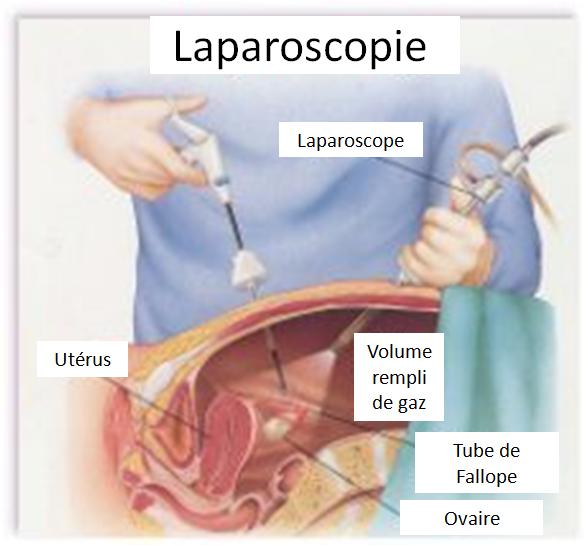 Laparoscopie
Laparoscope
Utérus
Volume
rempli
de gaz
Tube de
Fallope
Ovaire